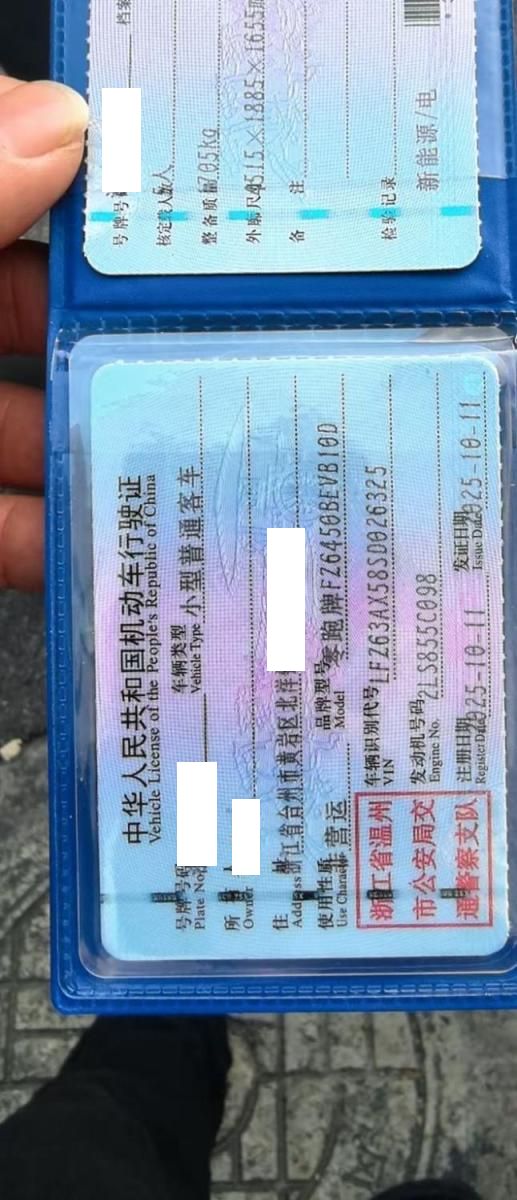 中华人民共和国机动车行驶证
Vehicle License of the People's Republic of China
号牌号码
Plate No.
车辆类型 小型普通客车
Vehicle Type
所
Owner
住 浙江省台州市黄岩区北洋
Address
使用性质 营运
Use Character
品牌型号 零跑牌FZ6450BEVB10D
Model
车辆识别代号 LFZ63AX58SD026325
VIN
发动机号码 2LS855C098
Engine No.
注册日期 25-10-11
Register Date
发证日期 2025-10-11
Issue Date
浙江省温州
市公安局交
通警察支队
号牌号
档案
核定载人数 人
整备质量 705kg
外廓尺 4515×1885×1655
备 注
检验记录
新能源/电